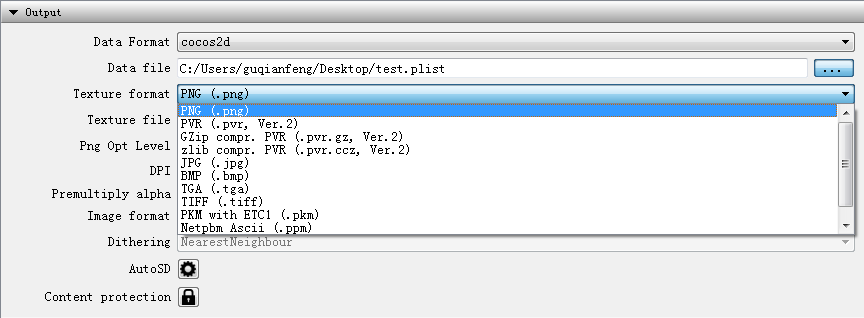 Output
Data Format cocos2d
Data file C:/Users/guqianfeng/Desktop/test.plist ...
Texture format PNG (.png)
PNG (.png)
Texture file PVR (.pvr, Ver.2)
GZip compr. PVR (.pvr.gz, Ver.2)
Png Opt Level zlib compr. PVR (.pvr.ccz, Ver.2)
JPG (.jpg)
DPI BMP (.bmp)
Premultiply alpha TGA (.tga)
TIFF (.tiff)
Image format PKM with ETC1 (.pkm)
Netpbm Ascii (.ppm)
Dithering NearestNeighbour
AutoSD
Content protection